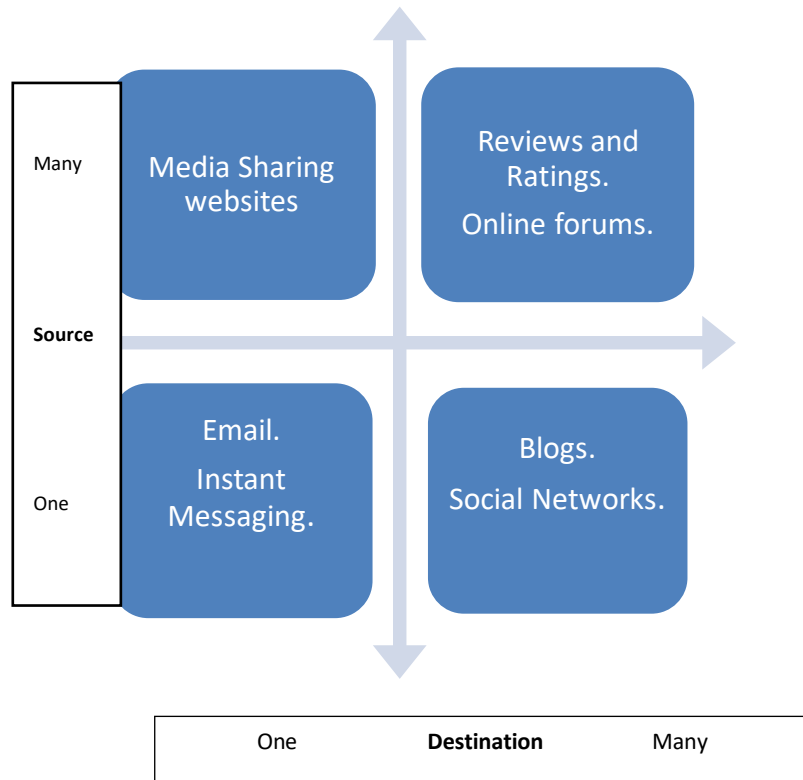 Many
Media Sharing
websites
Reviews and
Ratings.
Online forums.
Source
One
Email.
Instant
Messaging.
Blogs.
Social Networks.
One Destination Many